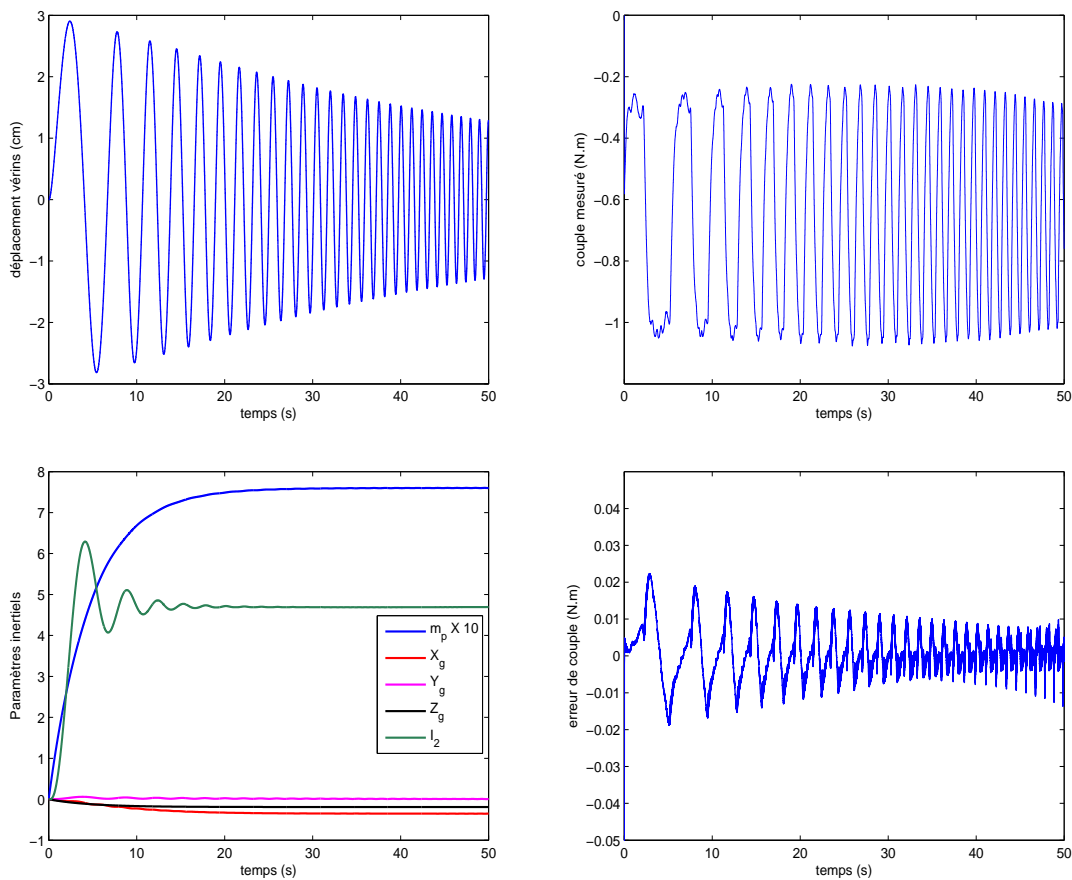 3
2
1
0
−1
−2
−3
0 10 20 30 40 50
déplacement vérins (cm)
temps (s)
0
−0.2
−0.4
−0.6
−0.8
−1
0 10 20 30 40 50
couple mesuré (N.m)
temps (s)
8
7
6
5
4
3
2
1
0
−1
0 10 20 30 40 50
Paramètres inertiels
temps (s)
m_p X 10
X_g
Y_g
Z_g
I_2
0.04
0.03
0.02
0.01
0
−0.01
−0.02
−0.03
−0.04
−0.05
0 10 20 30 40 50
erreur de couple (N.m)
temps (s)